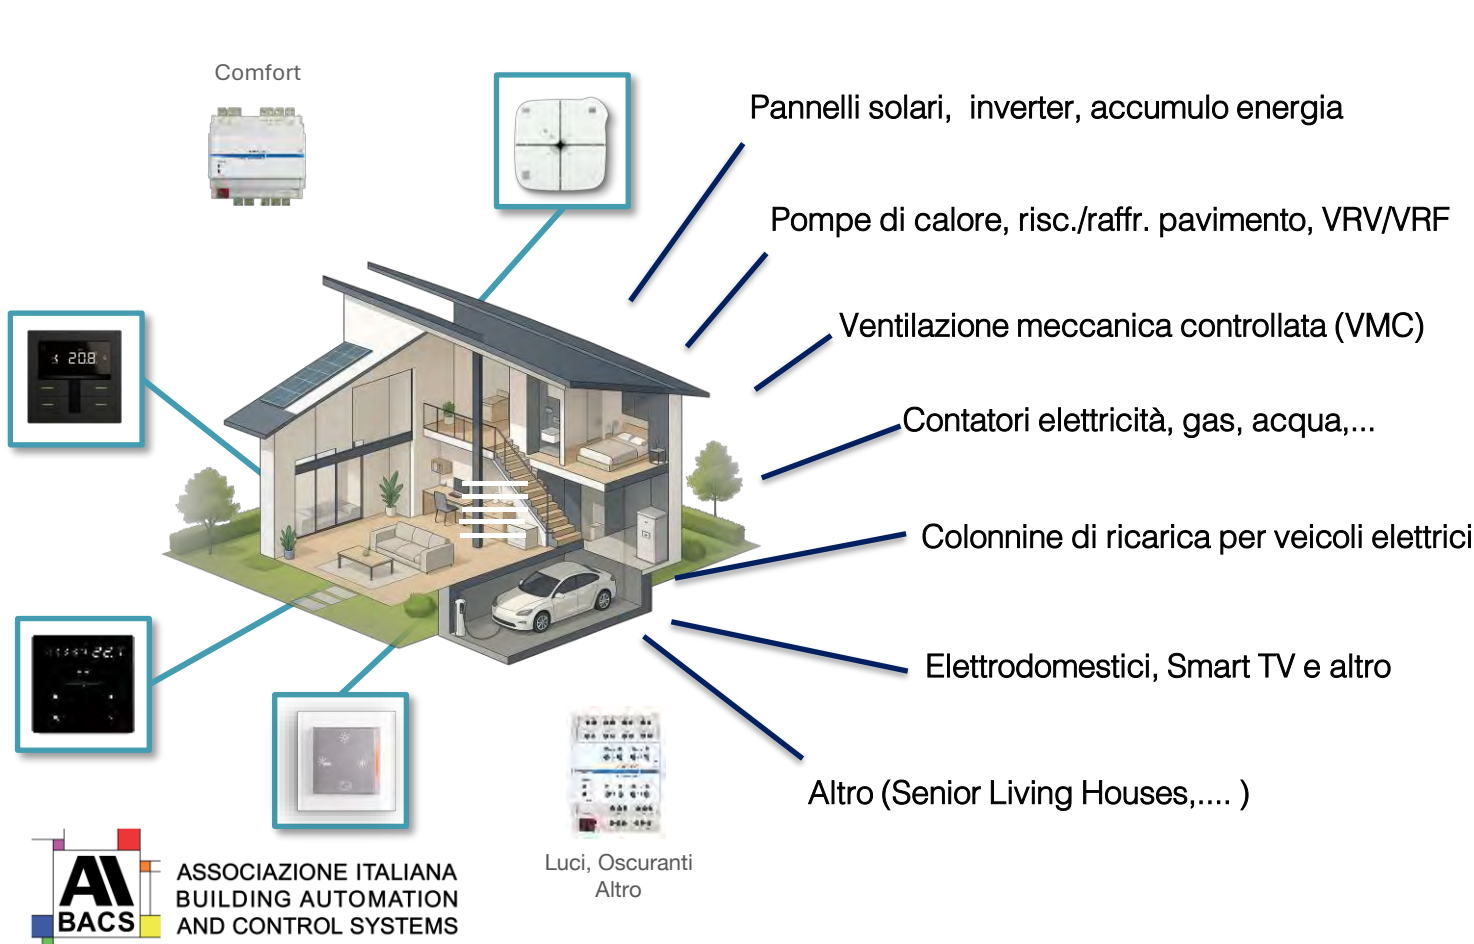 Comfort
Pannelli solari, inverter, accumulo energia
Pompe di calore, risc./raffr. pavimento, VRV/VRF
Ventilazione meccanica controllata (VMC)
20.8
Contatori elettricità, gas, acqua,...
Colonnine di ricarica per veicoli elettrici
Elettrodomestici, Smart TV e altro
Altro (Senior Living Houses,.... )
Luci, Oscuranti
Altro
AI
BACS
ASSOCIAZIONE ITALIANA
BUILDING AUTOMATION
AND CONTROL SYSTEMS